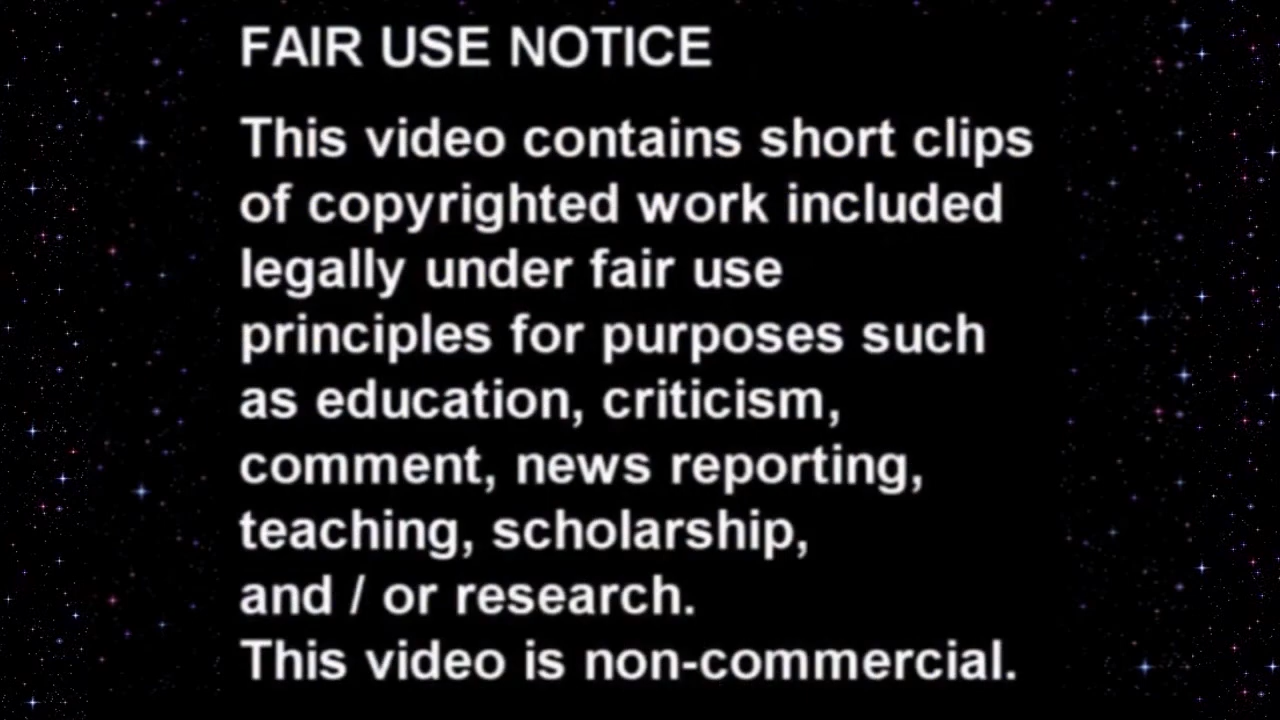 FAIR USE NOTICE
This video contains short clips
of copyrighted work included
legally under fair use
principles for purposes such
as education, criticism,
comment, news reporting,
teaching, scholarship,
and / or research.
This video is non-commercial.